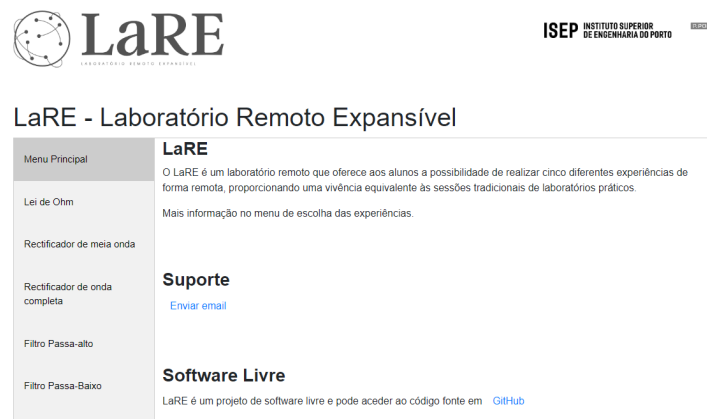 LaRE
LABORATÓRIO REMOTO EXPANSÍVEL
ISEP INSTITUTO SUPERIOR
DE ENGENHARIA DO PORTO
LaRE - Laboratório Remoto Expansível
Menu Principal
Lei de Ohm
Rectificador de meia onda
Rectificador de onda
completa
Filtro Passa-alto
Filtro Passa-Baixo
LaRE
O LaRE é um laboratório remoto que oferece aos alunos a possibilidade de realizar cinco diferentes experiências de
forma remota, proporcionando uma vivência equivalente às sessões tradicionais de laboratórios práticos.
Mais informação no menu de escolha das experiências.
Suporte
Enviar email
Software Livre
LaRE é um projeto de software livre e pode aceder ao código fonte em GitHub